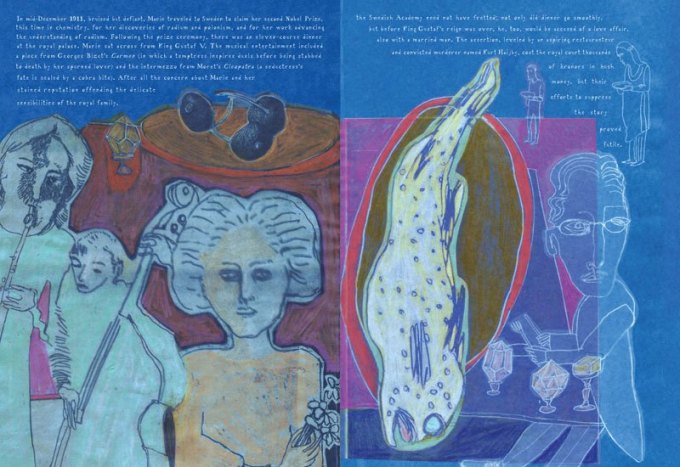 In mid-December 1911, bruised but defiant, Marie traveled to Sweden to claim her second Nobel Prize,
this time in chemistry, for her discoveries of radium and polonium, and for her work advancing
the understanding of radium. Following the prize ceremony, there was an eleven-course dinner
at the royal palace. Marie sat across from King Gustaf V. The musical entertainment included
a piece from Georges Bizet's Carmen (in which a temptress inspires duels before being stabbed
to death by her spurned lover) and the intermezzo from Morert's Cleopatra (a seductress's
fate is sealed by a cobra bite). After all the concern about Marie and her
stained reputation offending the delicate
sensibilities of the royal family,
the Swedish Academy need not have fretted; not only did dinner go smoothly,
but before King Gustaf's reign was over, he, too, would be accused of a love affair,
also with a married man. The assertion, leveled by an aspiring restaurateur
and convicted murderer named Kurt Haijby, cost the royal court thousands
of kronors in hush
money, but their
efforts to suppress
the story
proved
futile.